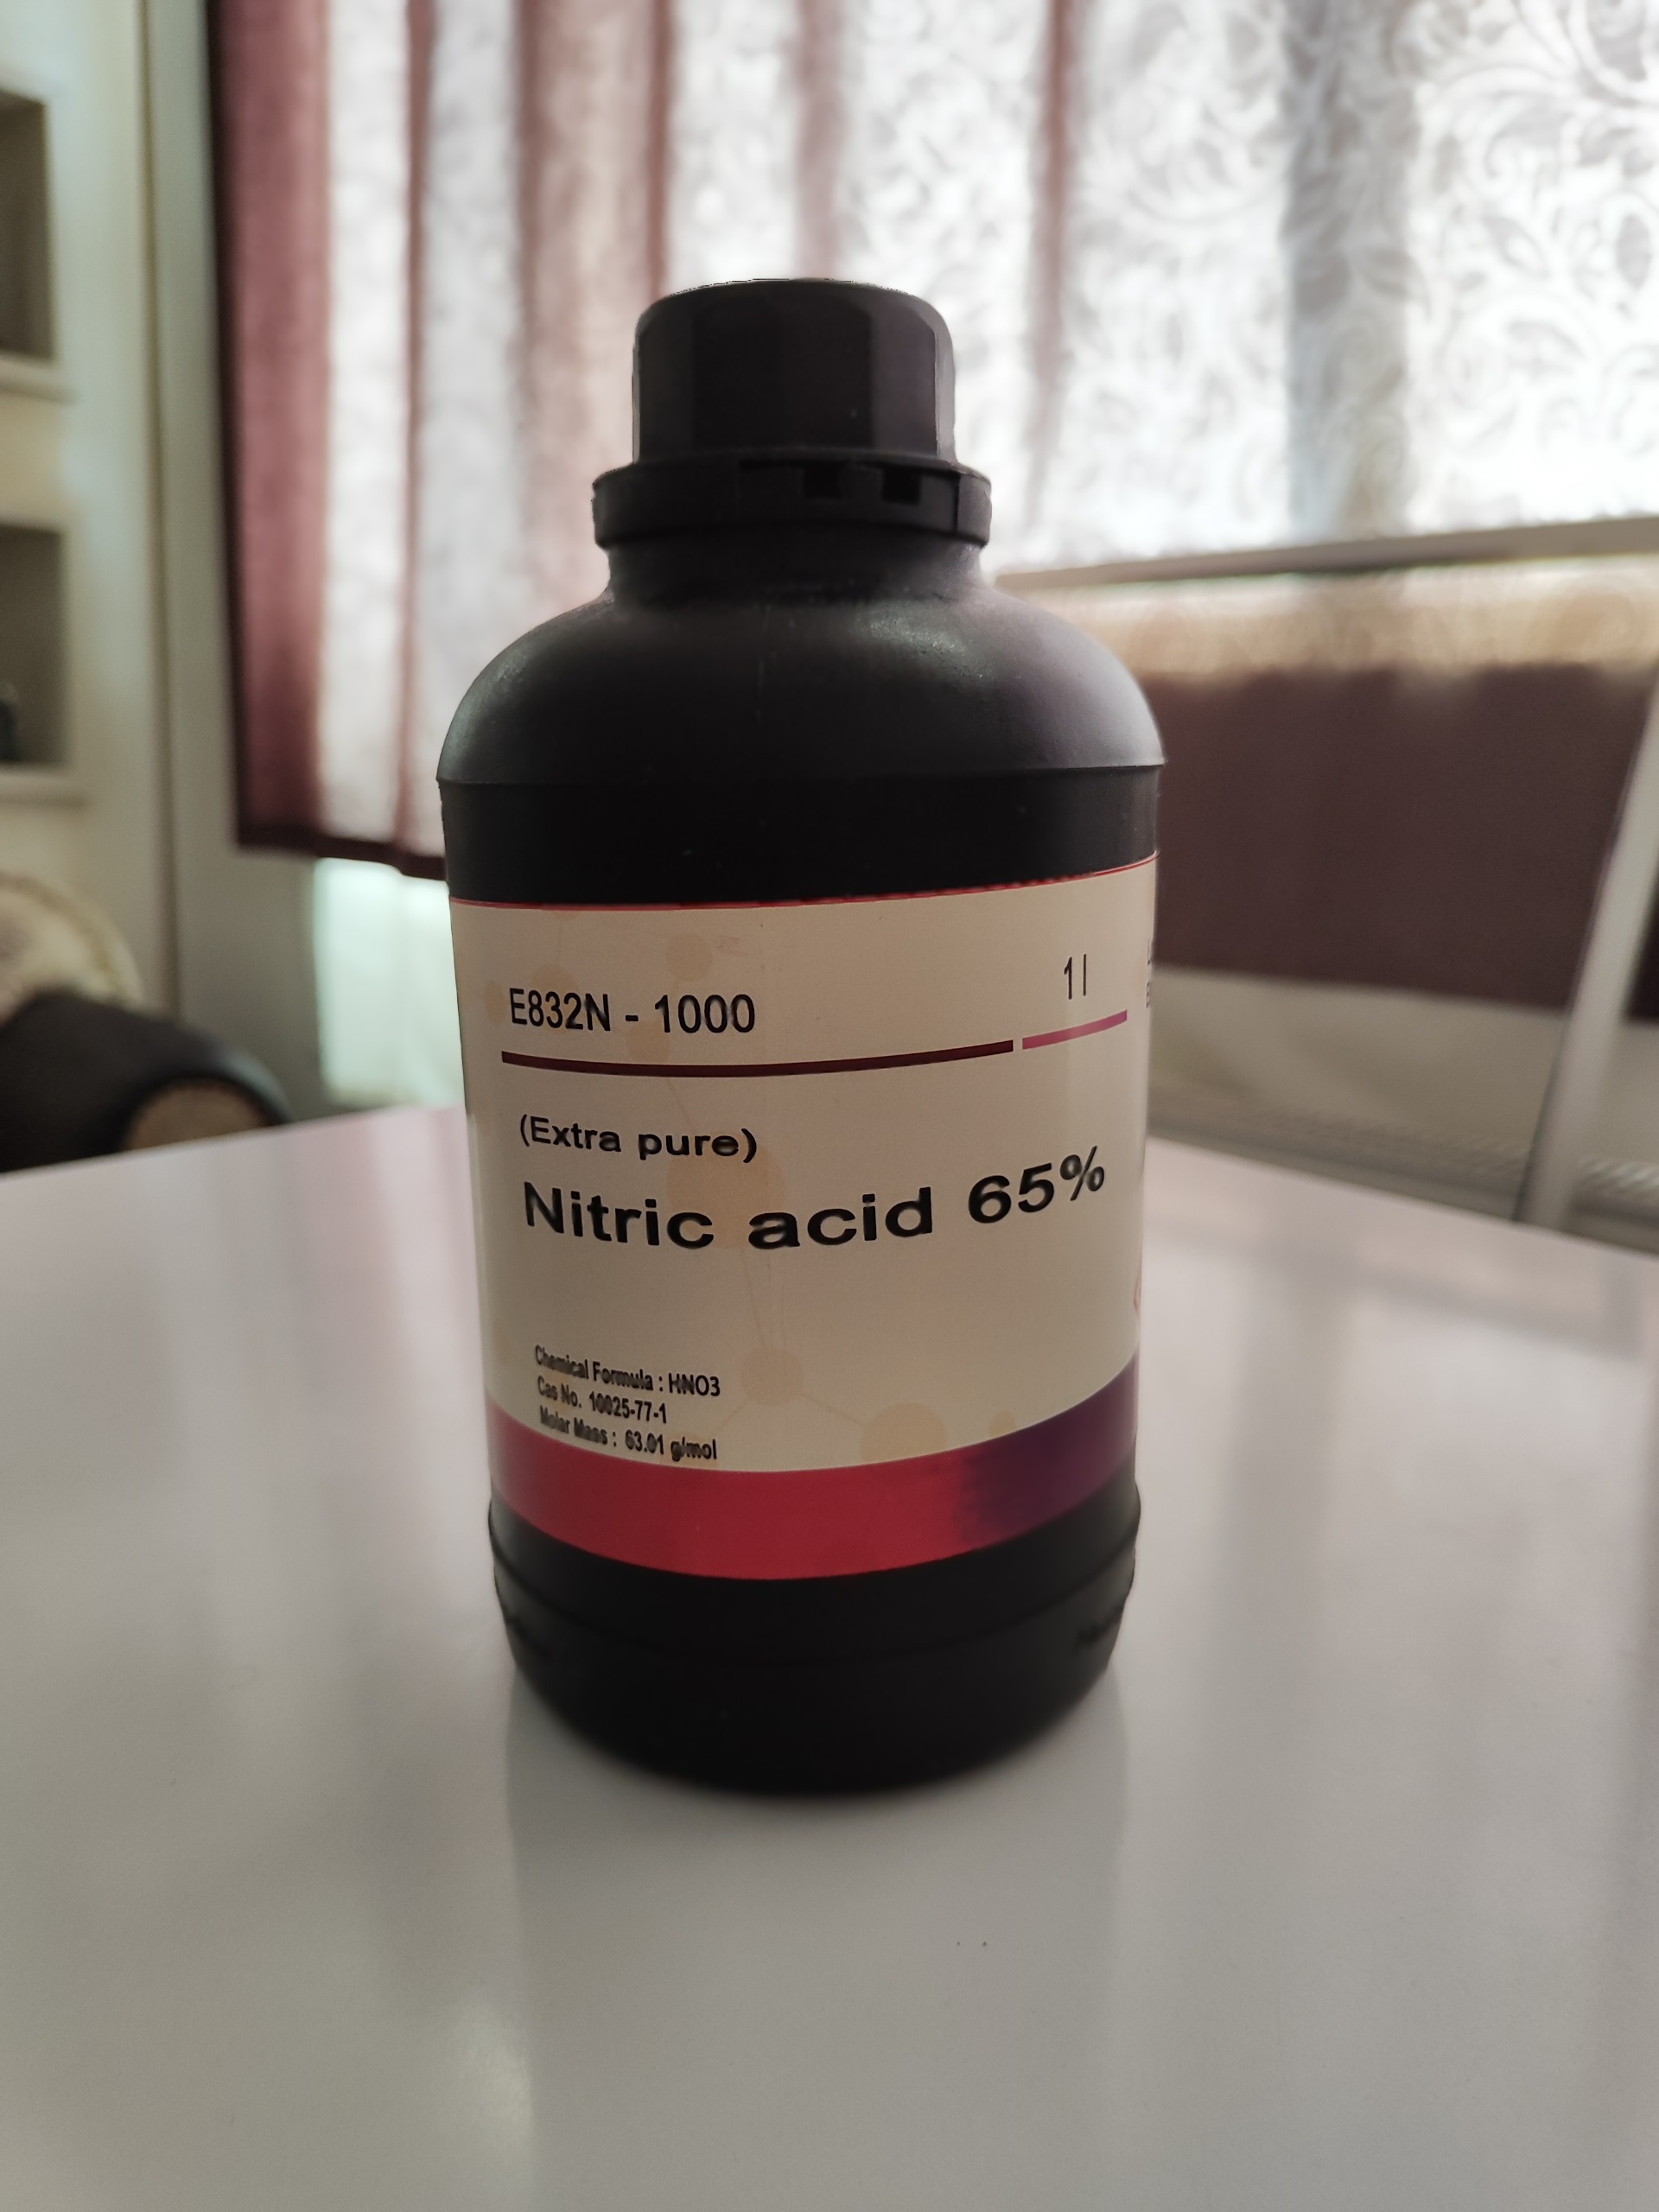 E832N - 1000
1l
(Extra pure)
Nitric acid 65%
Chemical Formula : HNO3
Cas No. 10025-77-1
Molar Mass : 63.01 g/mol